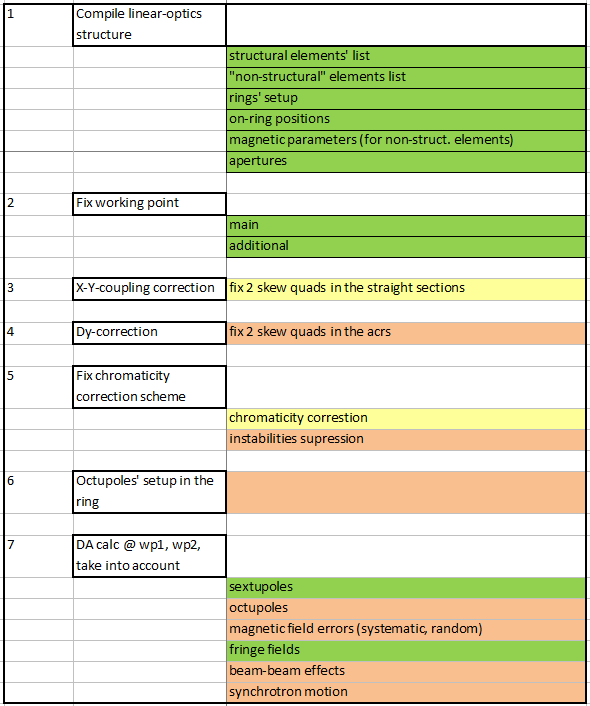 1 Compile linear-optics
structure
structural elements' list
"non-structural" elements list
rings' setup
on-ring positions
magnetic parameters (for non-struct. elements)
apertures
2 Fix working point
main
additional
3 X-Y-coupling correction fix 2 skew quads in the straight sections
4 Dy-correction fix 2 skew quads in the acrs
5 Fix chromaticity
correction scheme
chromaticity correstion
instabilities supression
6 Octupoles' setup in the
ring
7 DA calc @ wp1, wp2,
take into account
sextupoles
octupoles
magnetic field errors (systematic, random)
fringe fields
beam-beam effects
synchrotron motion